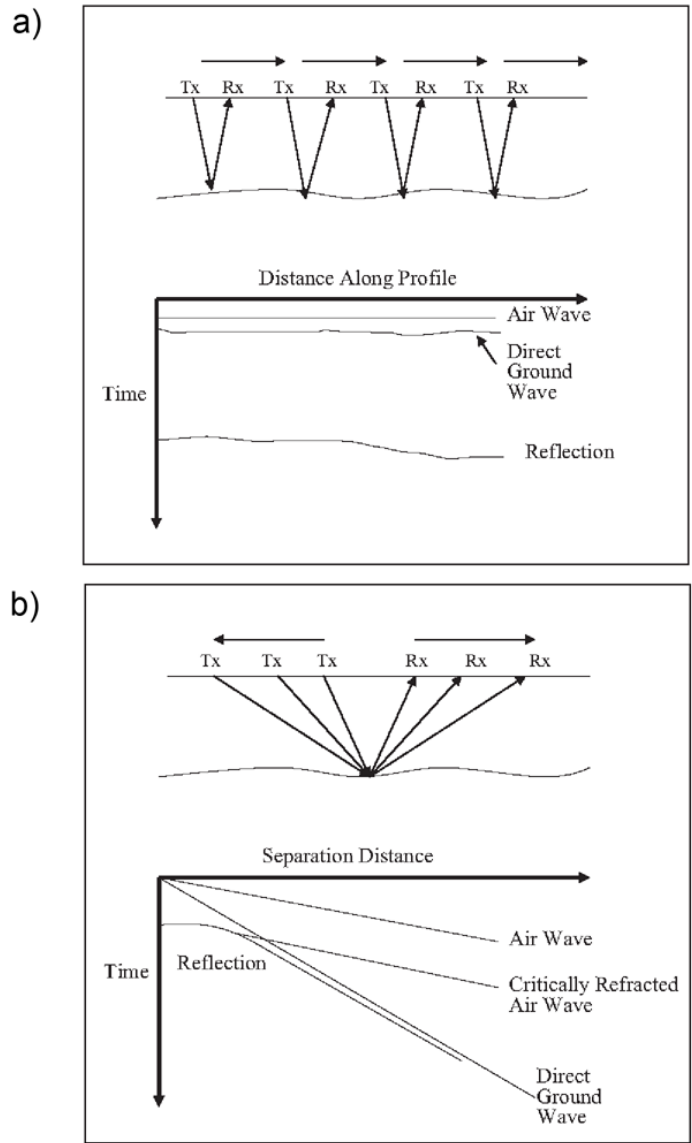 a)
Tx Rx Tx Rx Tx Rx Tx Rx
Distance Along Profile
Air Wave
Direct
Ground
Wave
Time
Reflection
b)
Tx Tx Tx Rx Rx Rx
Separation Distance
Air Wave
Time
Reflection
Critically Refracted
Air Wave
Direct
Ground
Wave